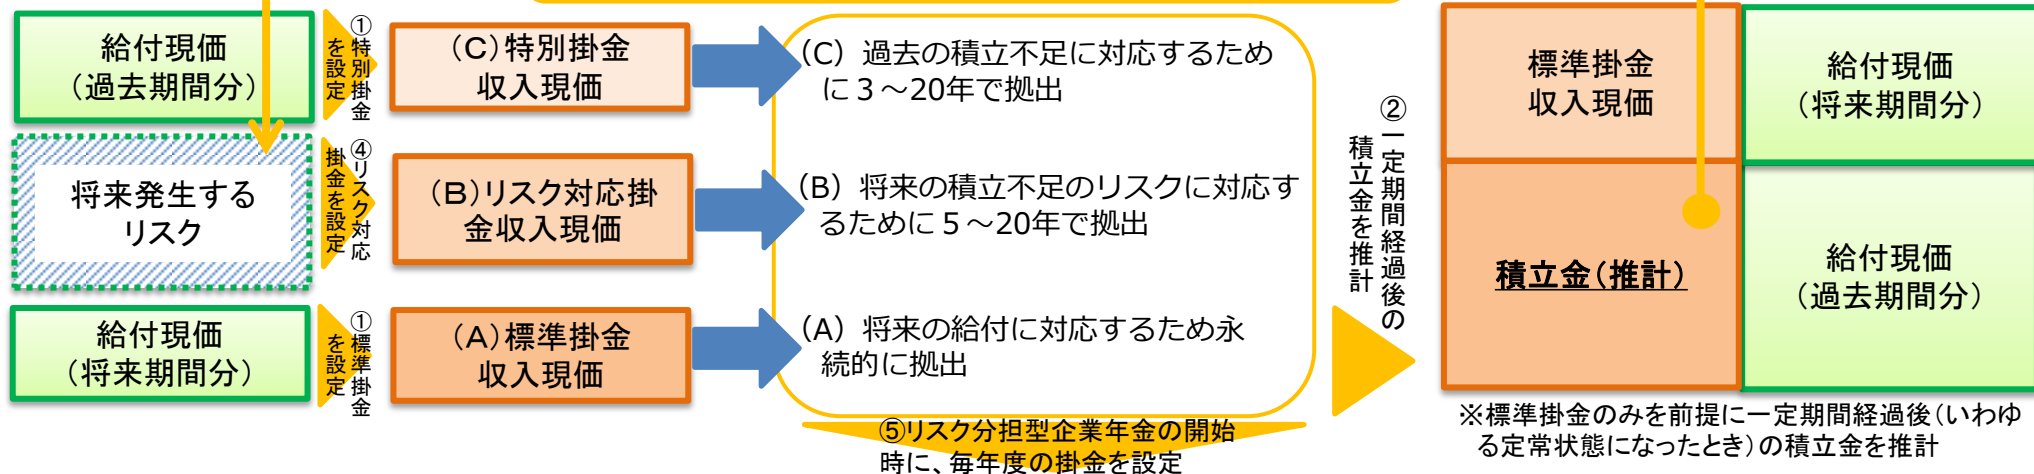 給付現価
（過去期間分）
①特別掛金
を設定
（C）特別掛金
収入現価
（C）過去の積立不足に対応するため
に３～20年で拠出
将来発生する
リスク
④リスク対応
掛金を設定
（B）リスク対応掛
金収入現価
（B）将来の積立不足のリスクに対応す
るために５～20年で拠出
給付現価
（将来期間分）
①標準掛金
を設定
（A）標準掛金
収入現価
（A）将来の給付に対応するため永
続的に拠出
⑤リスク分担型企業年金の開始
時に、毎年度の掛金を設定
②一定期間経過後の
積立金を推計
標準掛金
収入現価
給付現価
（将来期間分）
積立金（推計）
給付現価
（過去期間分）
※標準掛金のみを前提に一定期間経過後（いわゆ
る定常状態になったとき）の積立金を推計